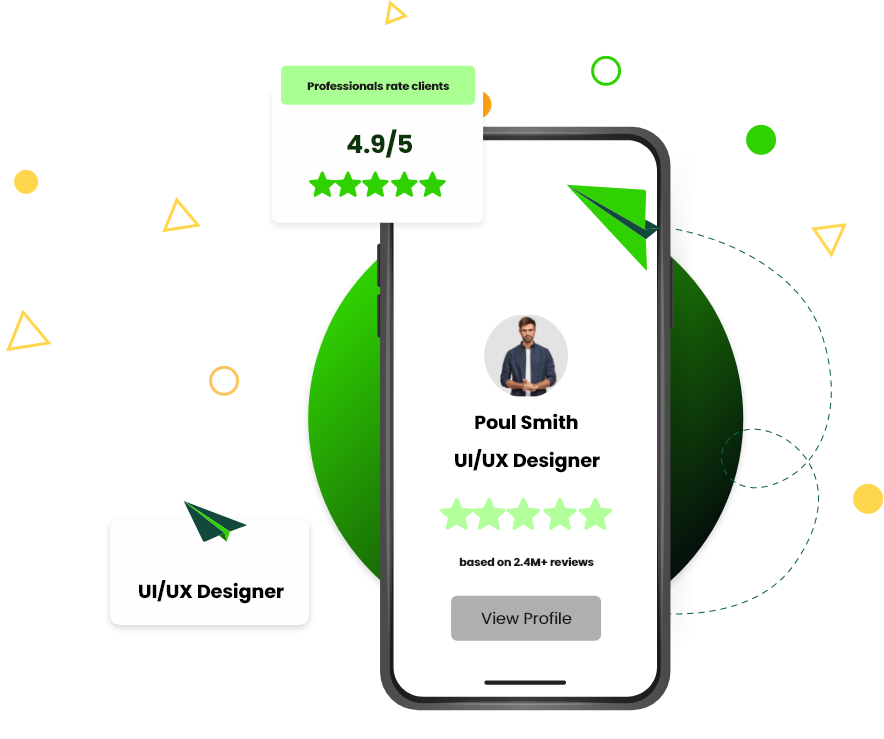 Professionals rate clients
4.9/5
Poul Smith
UI/UX Designer
based on 2.4M+ reviews
View Profile
UI/UX Designer